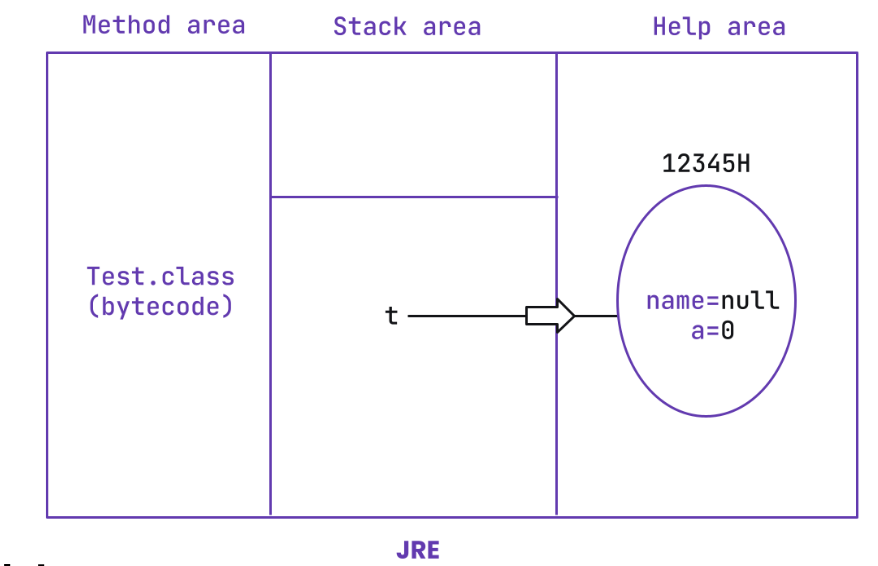 Method area
Stack area
Help area
12345H
Test.class
(bytecode)
t
name=null
a=0
JRE